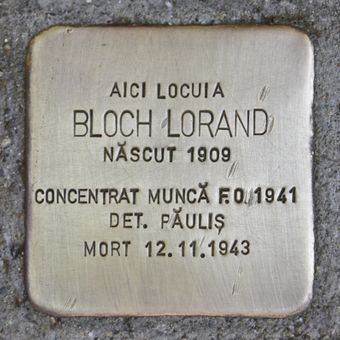 AICI LOCUIA
BLOCH LORAND
NĂSCUT 1909
CONCENTRAT MUNCĂ F.O. 1941
DET. PĂULIȘ
MORT 12.11.1943